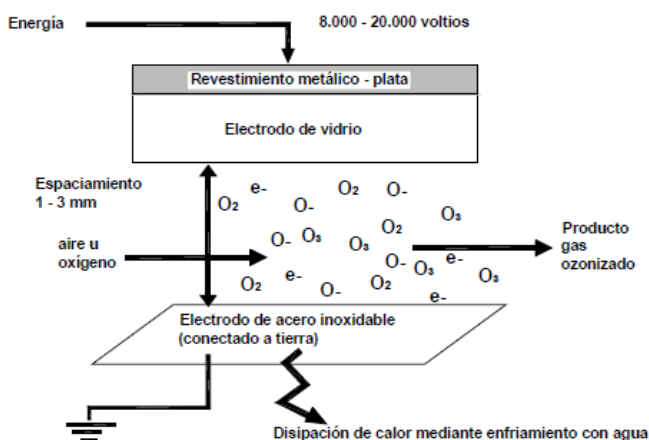 Energía
8.000 - 20.000 voltios
Revestimiento metálico - plata
Electrodo de vidrio
Espaciamiento
1 - 3 mm
O₂ e- O₂ O-
O- O₃
O- O₃ O₃ O₂
O- O₃ e-
O₂ e- O- O₂ e- O₃
aire u
oxígeno
Producto
gas
ozonizado
Electrodo de acero inoxidable
(conectado a tierra)
Disipación de calor mediante enfriamiento con agua